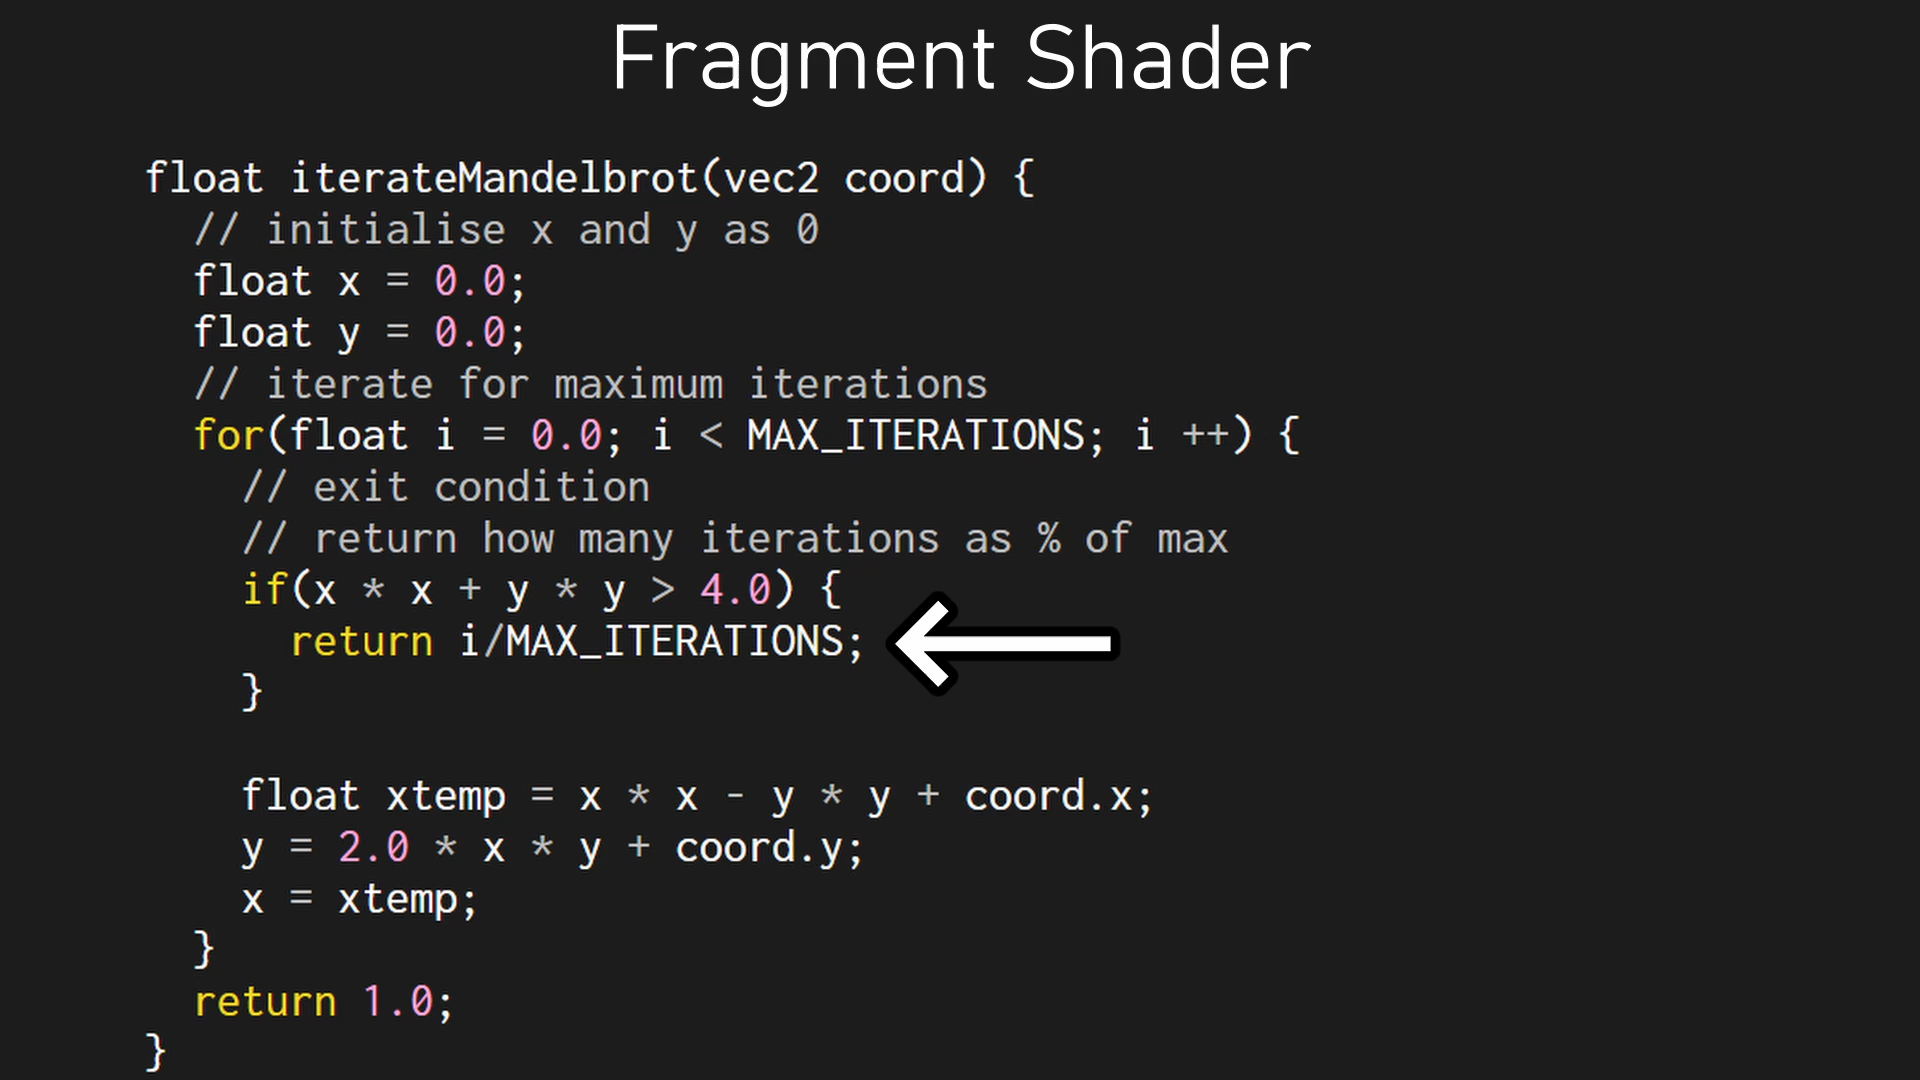 Fragment Shader
float iterateMandelbrot(vec2 coord) {
// initialise x and y as 0
float x = 0.0;
float y = 0.0;
// iterate for maximum iterations
for(float i = 0.0; i < MAX_ITERATIONS; i ++) {
// exit condition
// return how many iterations as % of max
if(x * x + y * y > 4.0) {
return i/MAX_ITERATIONS;
}
float xtemp = x * x - y * y + coord.x;
y = 2.0 * x * y + coord.y;
x = xtemp;
}
return 1.0;
}